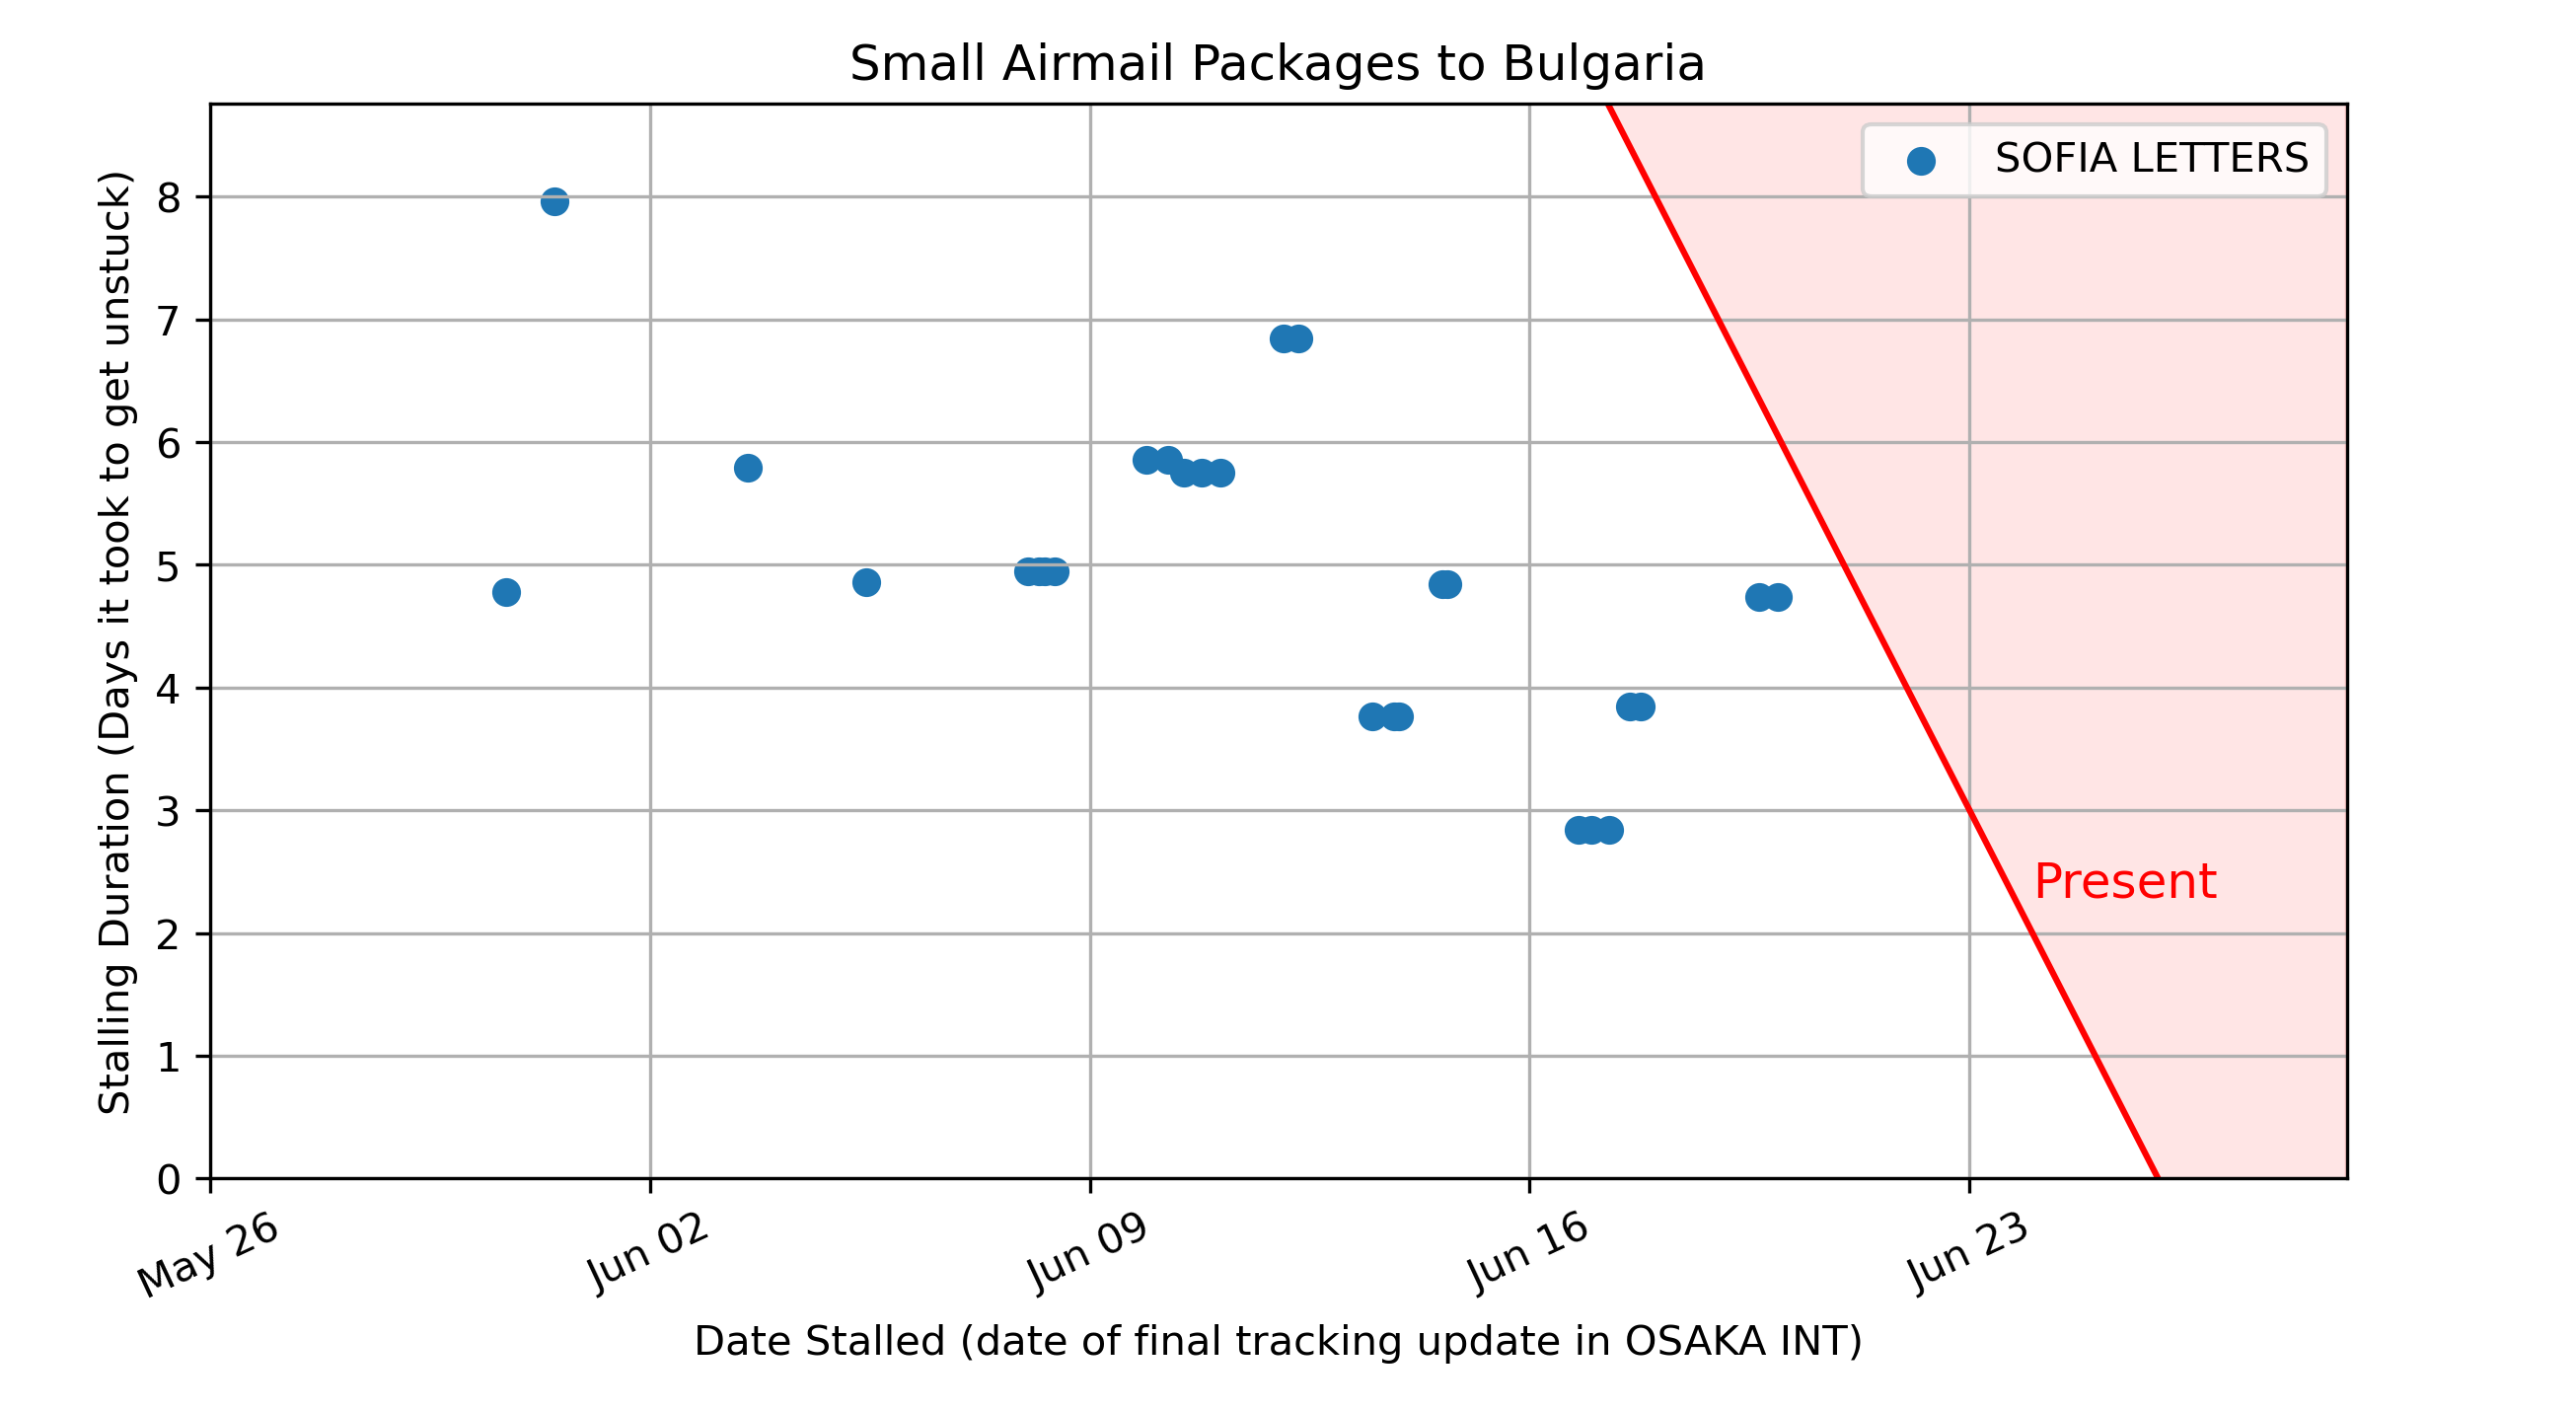 Small Airmail Packages to Bulgaria
SOFIA LETTERS
Stalling Duration (Days it took to get unstuck)
8
7
6
5
4
3
2
1
0
Present
May 26
Jun 02
Jun 09
Jun 16
Jun 23
Date Stalled (date of final tracking update in OSAKA INT)